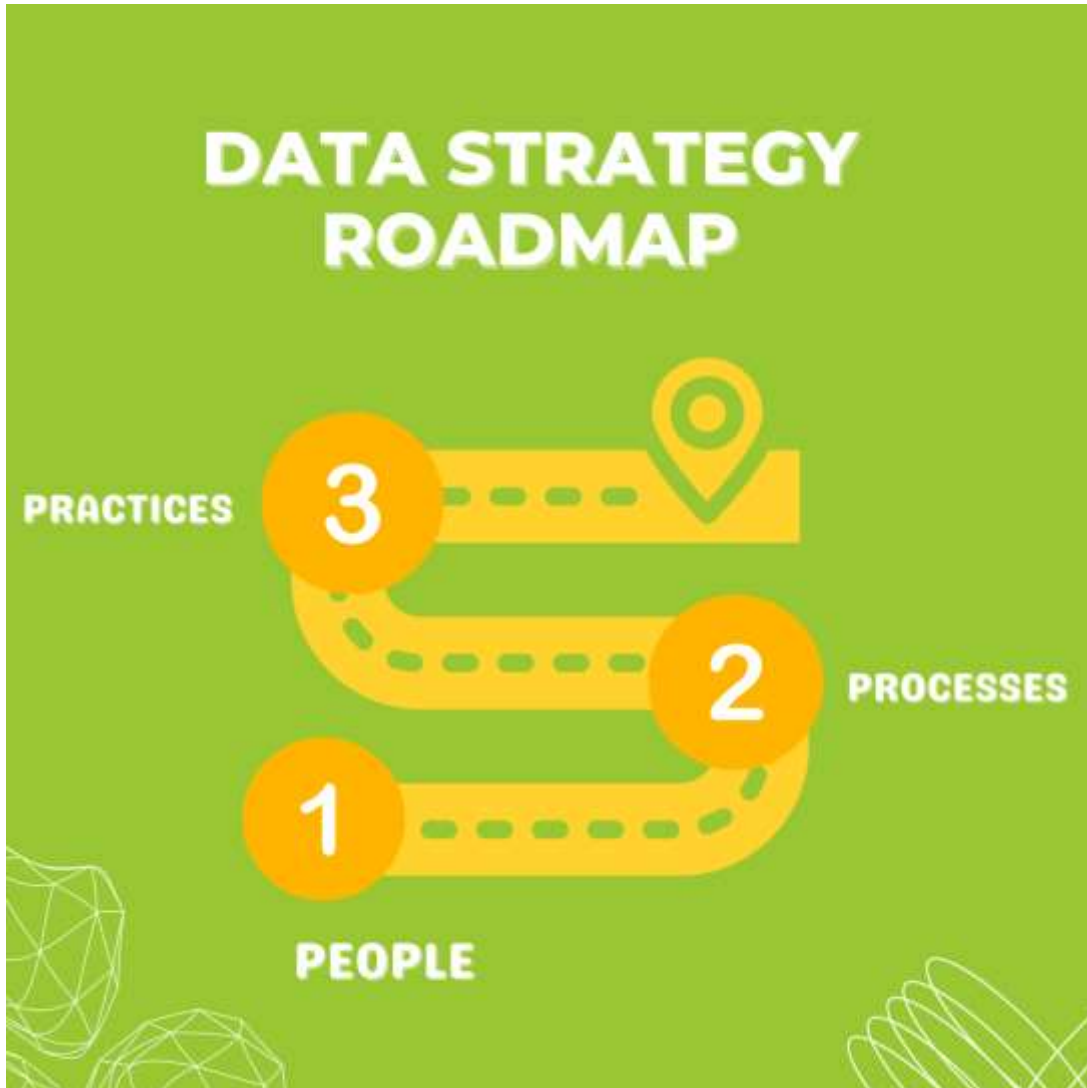 DATA STRATEGY
ROADMAP
3
PRACTICES
2
PROCESSES
1
PEOPLE